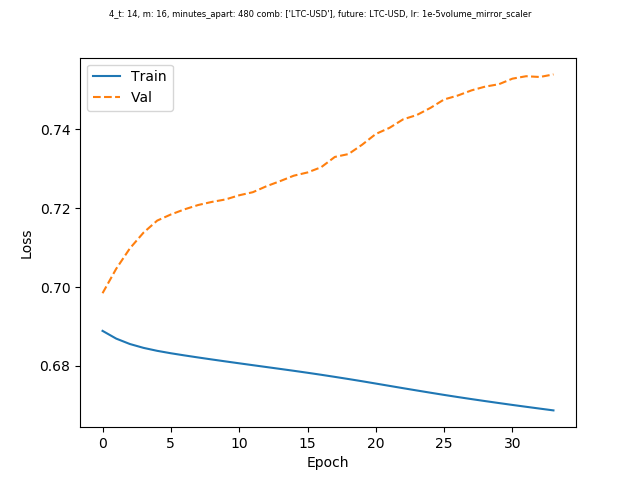 4_t: 14, m: 16, minutes_apart: 480 comb: ['LTC-USD'], future: LTC-USD, lr: 1e-5volume_mirror_scaler
Train
Val
0.74
0.72
0.70
0.68
Loss
0 5 10 15 20 25 30
Epoch